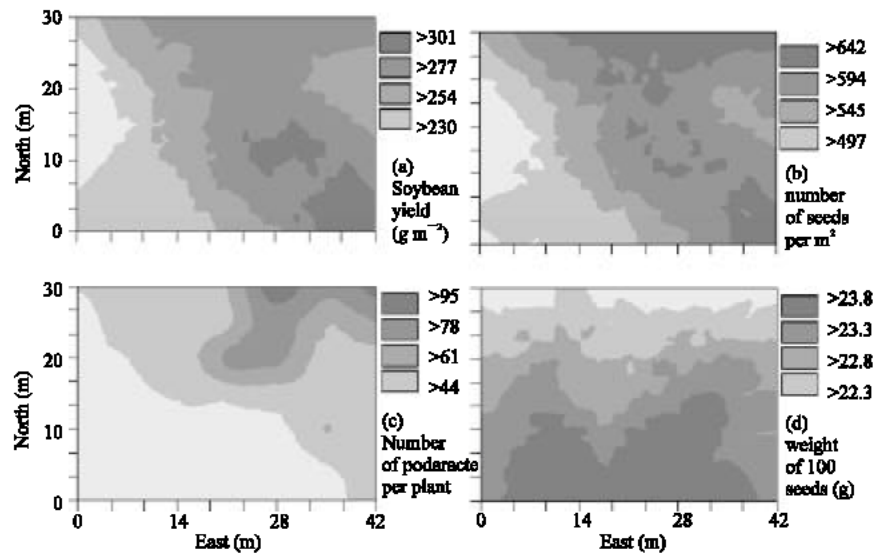 30
20
10
0
North (m)
>301
>277
>254
>230
(a)
Soybean
yield
(g m⁻²)
>642
>594
>545
>497
(b)
number
of seeds
per m²
30
20
10
0
North (m)
0
14
28
42
East (m)
>95
>78
>61
>44
(c)
Number
of podaracte
per plant
0
14
28
42
East (m)
>23.8
>23.3
>22.8
>22.3
(d)
weight
of 100
seeds (g)